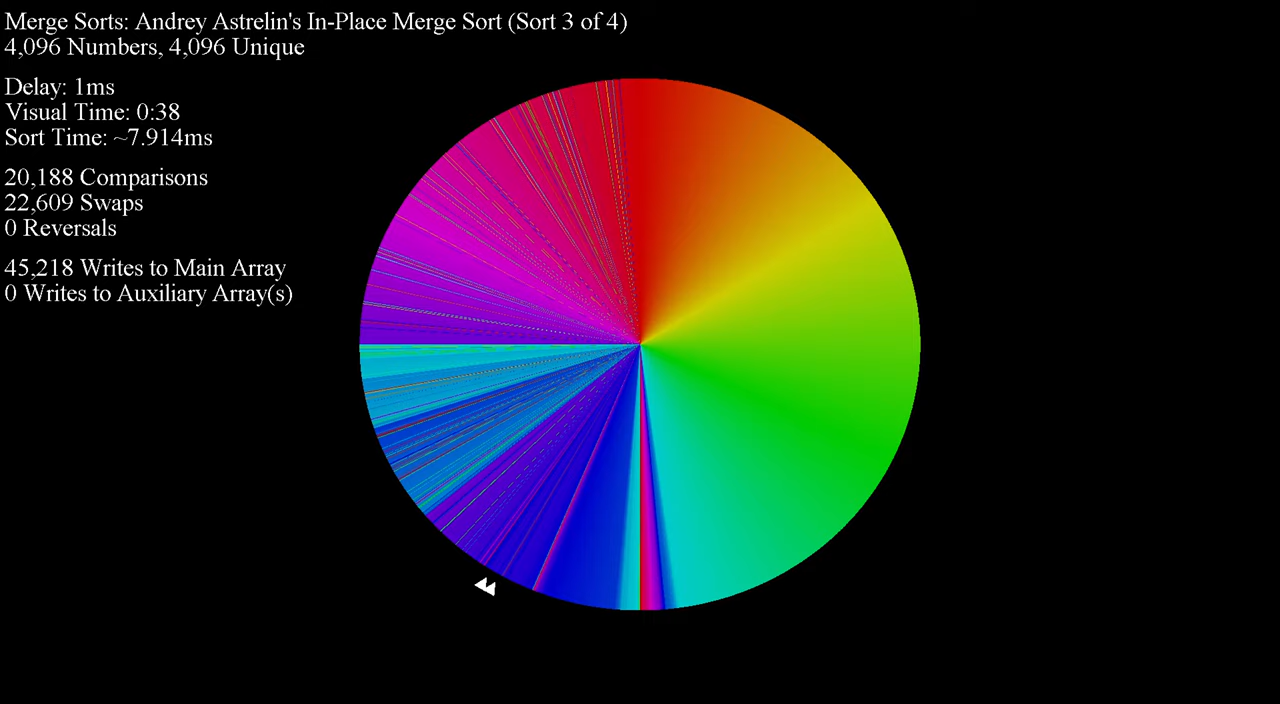 Merge Sorts: Andrey Astrelin's In-Place Merge Sort (Sort 3 of 4)
4,096 Numbers, 4,096 Unique
Delay: 1ms
Visual Time: 0:38
Sort Time: ~7.914ms
20,188 Comparisons
22,609 Swaps
0 Reversals
45,218 Writes to Main Array
0 Writes to Auxiliary Array(s)